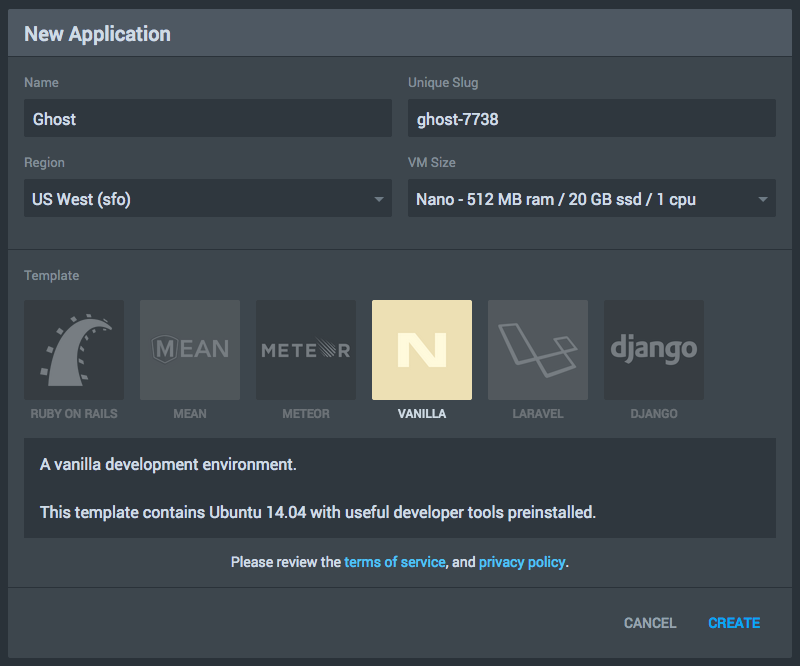 New Application
Name
Unique Slug
Ghost
ghost-7738
Region
VM Size
US West (sfo)
Nano - 512 MB ram / 20 GB ssd / 1 cpu
Template
MEAN
METEOR
N
django
RUBY ON RAILS
MEAN
METEOR
VANILLA
LARAVEL
DJANGO
A vanilla development environment.
This template contains Ubuntu 14.04 with useful developer tools preinstalled.
Please review the terms of service, and privacy policy.
CANCEL
CREATE